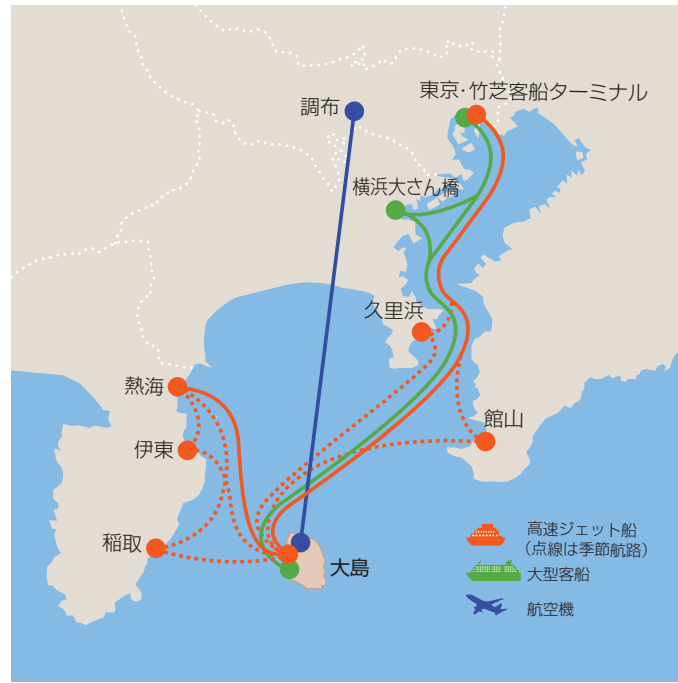 東京・竹芝客船ターミナル
調布
横浜大さん橋
久里浜
熱海
館山
伊東
稲取
大島
高速ジェット船
(点線は季節航路)
大型客船
航空機